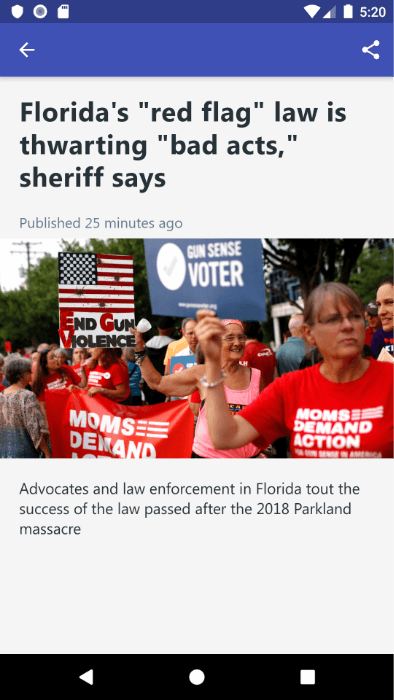 5:20
Florida's "red flag" law is
thwarting "bad acts,"
sheriff says
Published 25 minutes ago
GUN SENSE
VOTER
END GUN
VIOLENCE
MOMS
DEMAND
MOMS
DEMAND
ACTION
FOR GUN SENSE IN AMERICA
Advocates and law enforcement in Florida tout the
success of the law passed after the 2018 Parkland
massacre